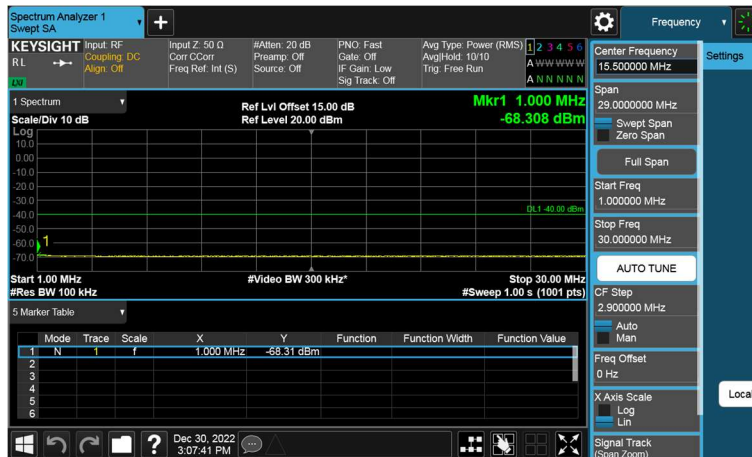 Spectrum Analyzer 1
Swept SA
Frequency
KEYSIGHT
RL
LXI
Input: RF
Coupling: DC
Align: Off
Input Z: 50 Ω
Corr CCorr
Freq Ref: Int (S)
#Atten: 20 dB
Preamp: Off
Source: Off
PNO: Fast
Gate: Off
IF Gain: Low
Sig Track: Off
Avg Type: Power (RMS)
Avg|Hold: 10/10
Trig: Free Run
1 2 3 4 5 6
A W W W W W
A N N N N N
1 Spectrum
Scale/Div 10 dB
Ref Lvl Offset 15.00 dB
Ref Level 20.00 dBm
Mkr1 1.000 MHz
-68.308 dBm
Log
10.0
0.00
-10.0
-20.0
-30.0
-40.0
-50.0
-60.0
-70.0
DL1 -40.00 dBm
1
Start 1.00 MHz
#Res BW 100 kHz
#Video BW 300 kHz*
Stop 30.00 MHz
#Sweep 1.00 s (1001 pts)
5 Marker Table
Mode Trace Scale X Y Function Function Width Function Value
1 N 1 f 1.000 MHz -68.31 dBm
2
3
4
5
6
?
Dec 30, 2022
3:07:41 PM
Center Frequency
15.500000 MHz
Settings
Span
29.0000000 MHz
Swept Span
Zero Span
Full Span
Start Freq
1.000000 MHz
Stop Freq
30.000000 MHz
AUTO TUNE
CF Step
2.900000 MHz
Auto
Man
Freq Offset
0 Hz
X Axis Scale
Log
Lin
Local
Signal Track
(Span Zoom)